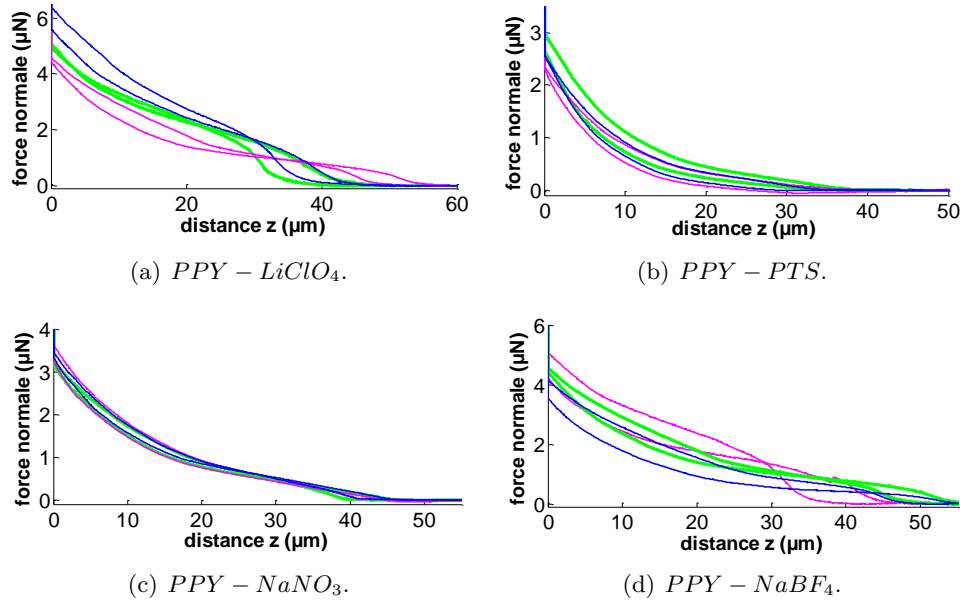 6
4
2
0
force normale (µN)
0 20 40 60
distance z (µm)
(a) PPY − LiClO₄.
3
2
1
0
force normale (µN)
0 10 20 30 40 50
distance z (µm)
(b) PPY − PTS.
4
3
2
1
0
force normale (µN)
0 10 20 30 40 50
distance z (µm)
(c) PPY − NaNO₃.
6
4
2
0
force normale (µN)
0 10 20 30 40 50
distance z (µm)
(d) PPY − NaBF₄.